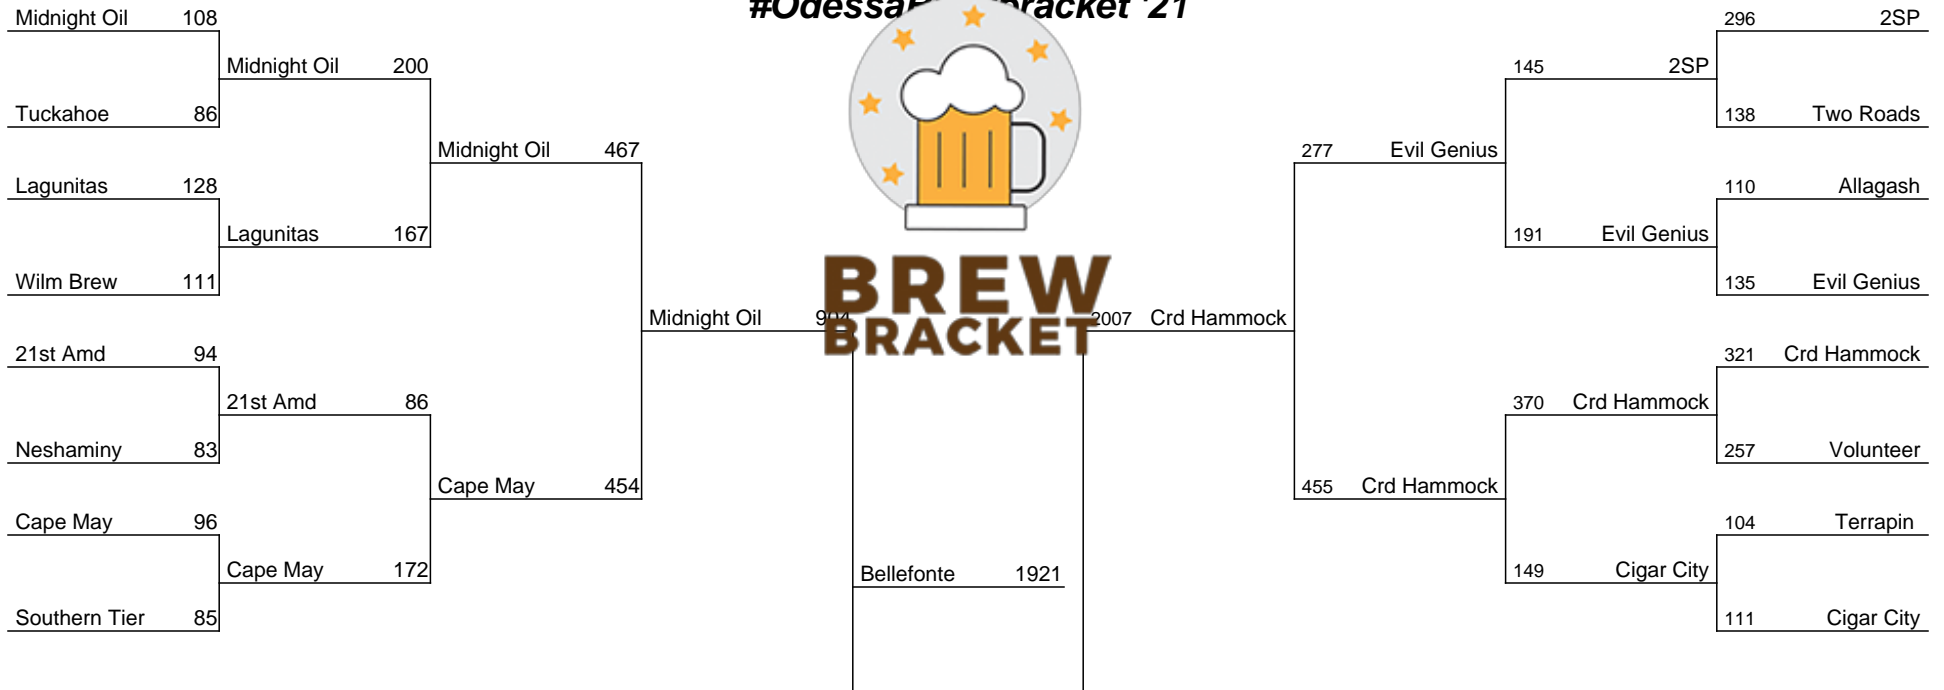 #OdessaB bracket '21
Midnight Oil 108
Tuckahoe 86
Lagunitas 128
Wilm Brew 111
21st Amd 94
Neshaminy 83
Cape May 96
Southern Tier 85
Midnight Oil 200
Lagunitas 167
21st Amd 86
Cape May 172
Midnight Oil 467
Cape May 454
Midnight Oil 904
BREW
BRACKET
Bellefonte 1921
2007 Crd Hammock
277 Evil Genius
455 Crd Hammock
145 2SP
191 Evil Genius
370 Crd Hammock
149 Cigar City
296 2SP
138 Two Roads
110 Allagash
135 Evil Genius
321 Crd Hammock
257 Volunteer
104 Terrapin
111 Cigar City